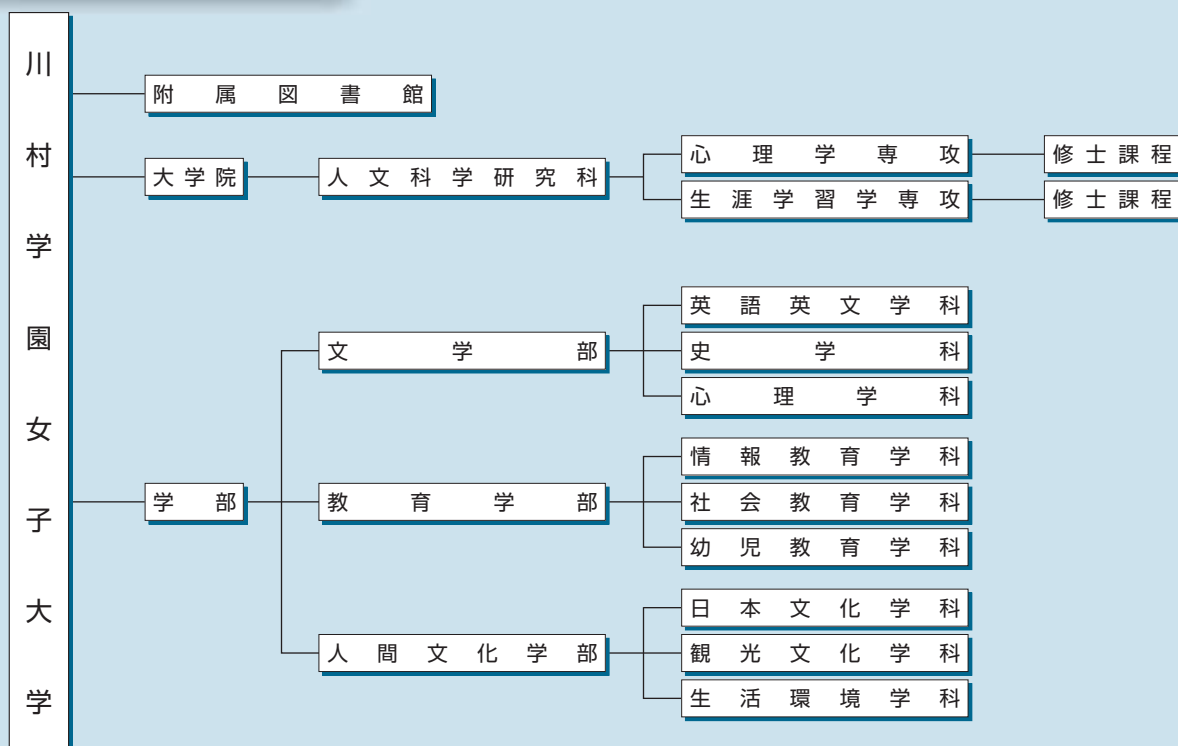 川村学園女子大学
附属図書館
大学院
人文科学研究科
心理学専攻
修士課程
生涯学習学専攻
修士課程
学部
文学部
英語英文学科
史学科
心理学科
教育学部
情報教育学科
社会教育学科
幼児教育学科
人間文化学部
日本文化学科
観光文化学科
生活環境学科